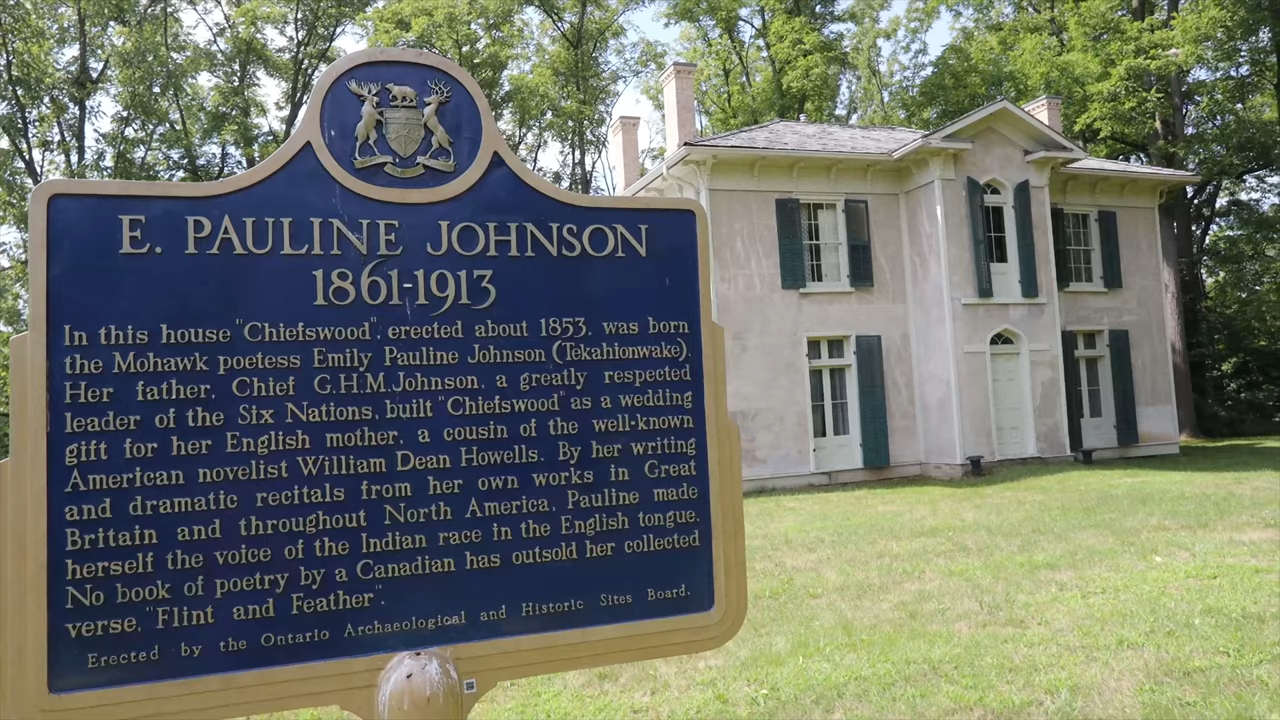 E. PAULINE JOHNSON
1861-1913
In this house "Chiefswood", erected about 1853, was born
the Mohawk poetess Emily Pauline Johnson (Tekahionwake).
Her father, Chief G.H.M. Johnson, a greatly respected
leader of the Six Nations, built "Chiefswood" as a wedding
gift for her English mother, a cousin of the well-known
American novelist William Dean Howells. By her writing
and dramatic recitals from her own works in Great
Britain and throughout North America, Pauline made
herself the voice of the Indian race in the English tongue.
No book of poetry by a Canadian has outsold her collected
verse, "Flint and Feather".
Erected by the Ontario Archaeological and Historic Sites Board.